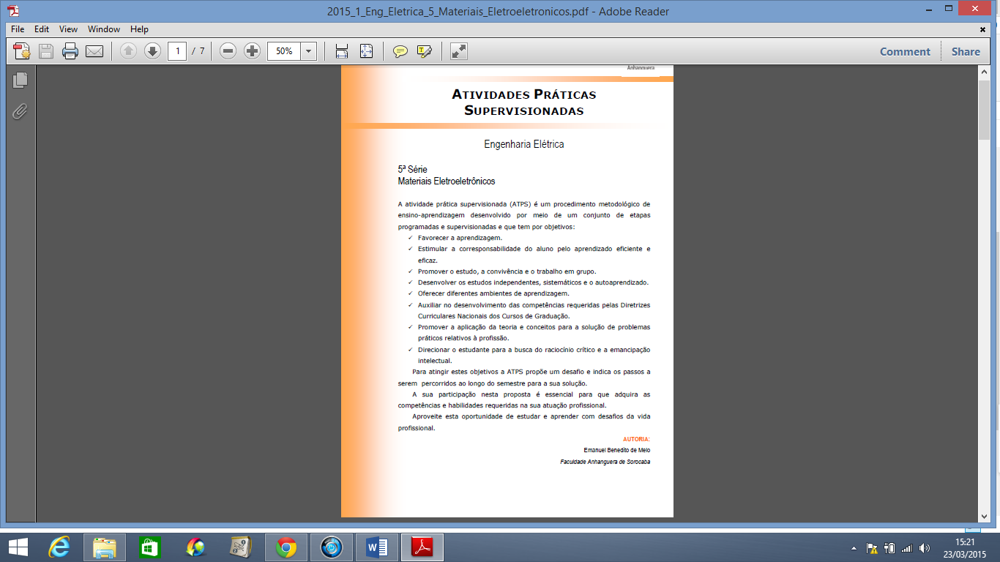 2015_1_Eng_Eletrica_5_Materiais_Eletroeletronicos.pdf - Adobe Reader
File Edit View Window Help
1 / 7 50% Comment Share
Anhanguera
ATIVIDADES PRÁTICAS
SUPERVISIONADAS
Engenharia Elétrica
5ª Série
Materiais Eletroeletrônicos
A atividade prática supervisionada (ATPS) é um procedimento metodológico de
ensino-aprendizagem desenvolvido por meio de um conjunto de etapas
programadas e supervisionadas e que tem por objetivos:
✓ Favorecer a aprendizagem.
✓ Estimular a corresponsabilidade do aluno pelo aprendizado eficiente e
eficaz.
✓ Promover o estudo, a convivência e o trabalho em grupo.
✓ Desenvolver os estudos independentes, sistemáticos e o autoaprendizado.
✓ Oferecer diferentes ambientes de aprendizagem.
✓ Auxiliar no desenvolvimento das competências requeridas pelas Diretrizes
Curriculares Nacionais dos Cursos de Graduação.
✓ Promover a aplicação da teoria e conceitos para a solução de problemas
práticos relativos à profissão.
✓ Direcionar o estudante para a busca do raciocínio crítico e a emancipação
intelectual.
Para atingir estes objetivos a ATPS propõe um desafio e indica os passos a
serem percorridos ao longo do semestre para a sua solução.
A sua participação nesta proposta é essencial para que adquira as
competências e habilidades requeridas na sua atuação profissional.
Aproveite esta oportunidade de estudar e aprender com desafios da vida
profissional.
AUTORIA:
Emanuel Benedito de Melo
Faculdade Anhanguera de Sorocaba
15:21
23/03/2015